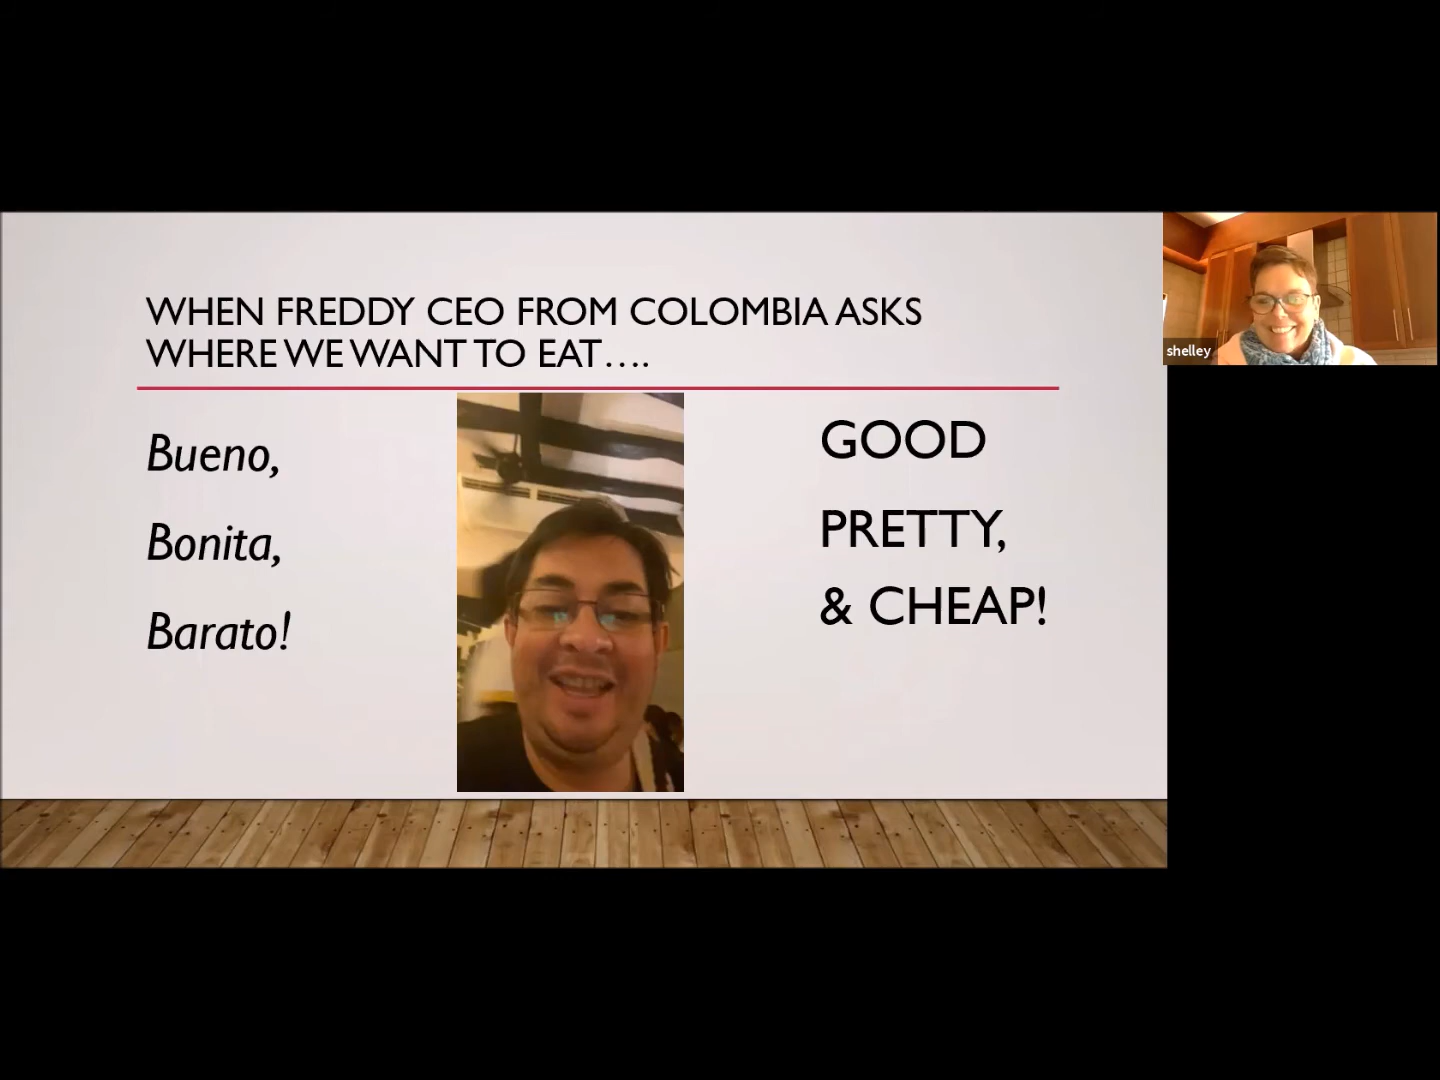 WHEN FREDDY CEO FROM COLOMBIA ASKS
WHERE WE WANT TO EAT….
Bueno,
Bonita,
Barato!
GOOD
PRETTY,
& CHEAP!
shelley